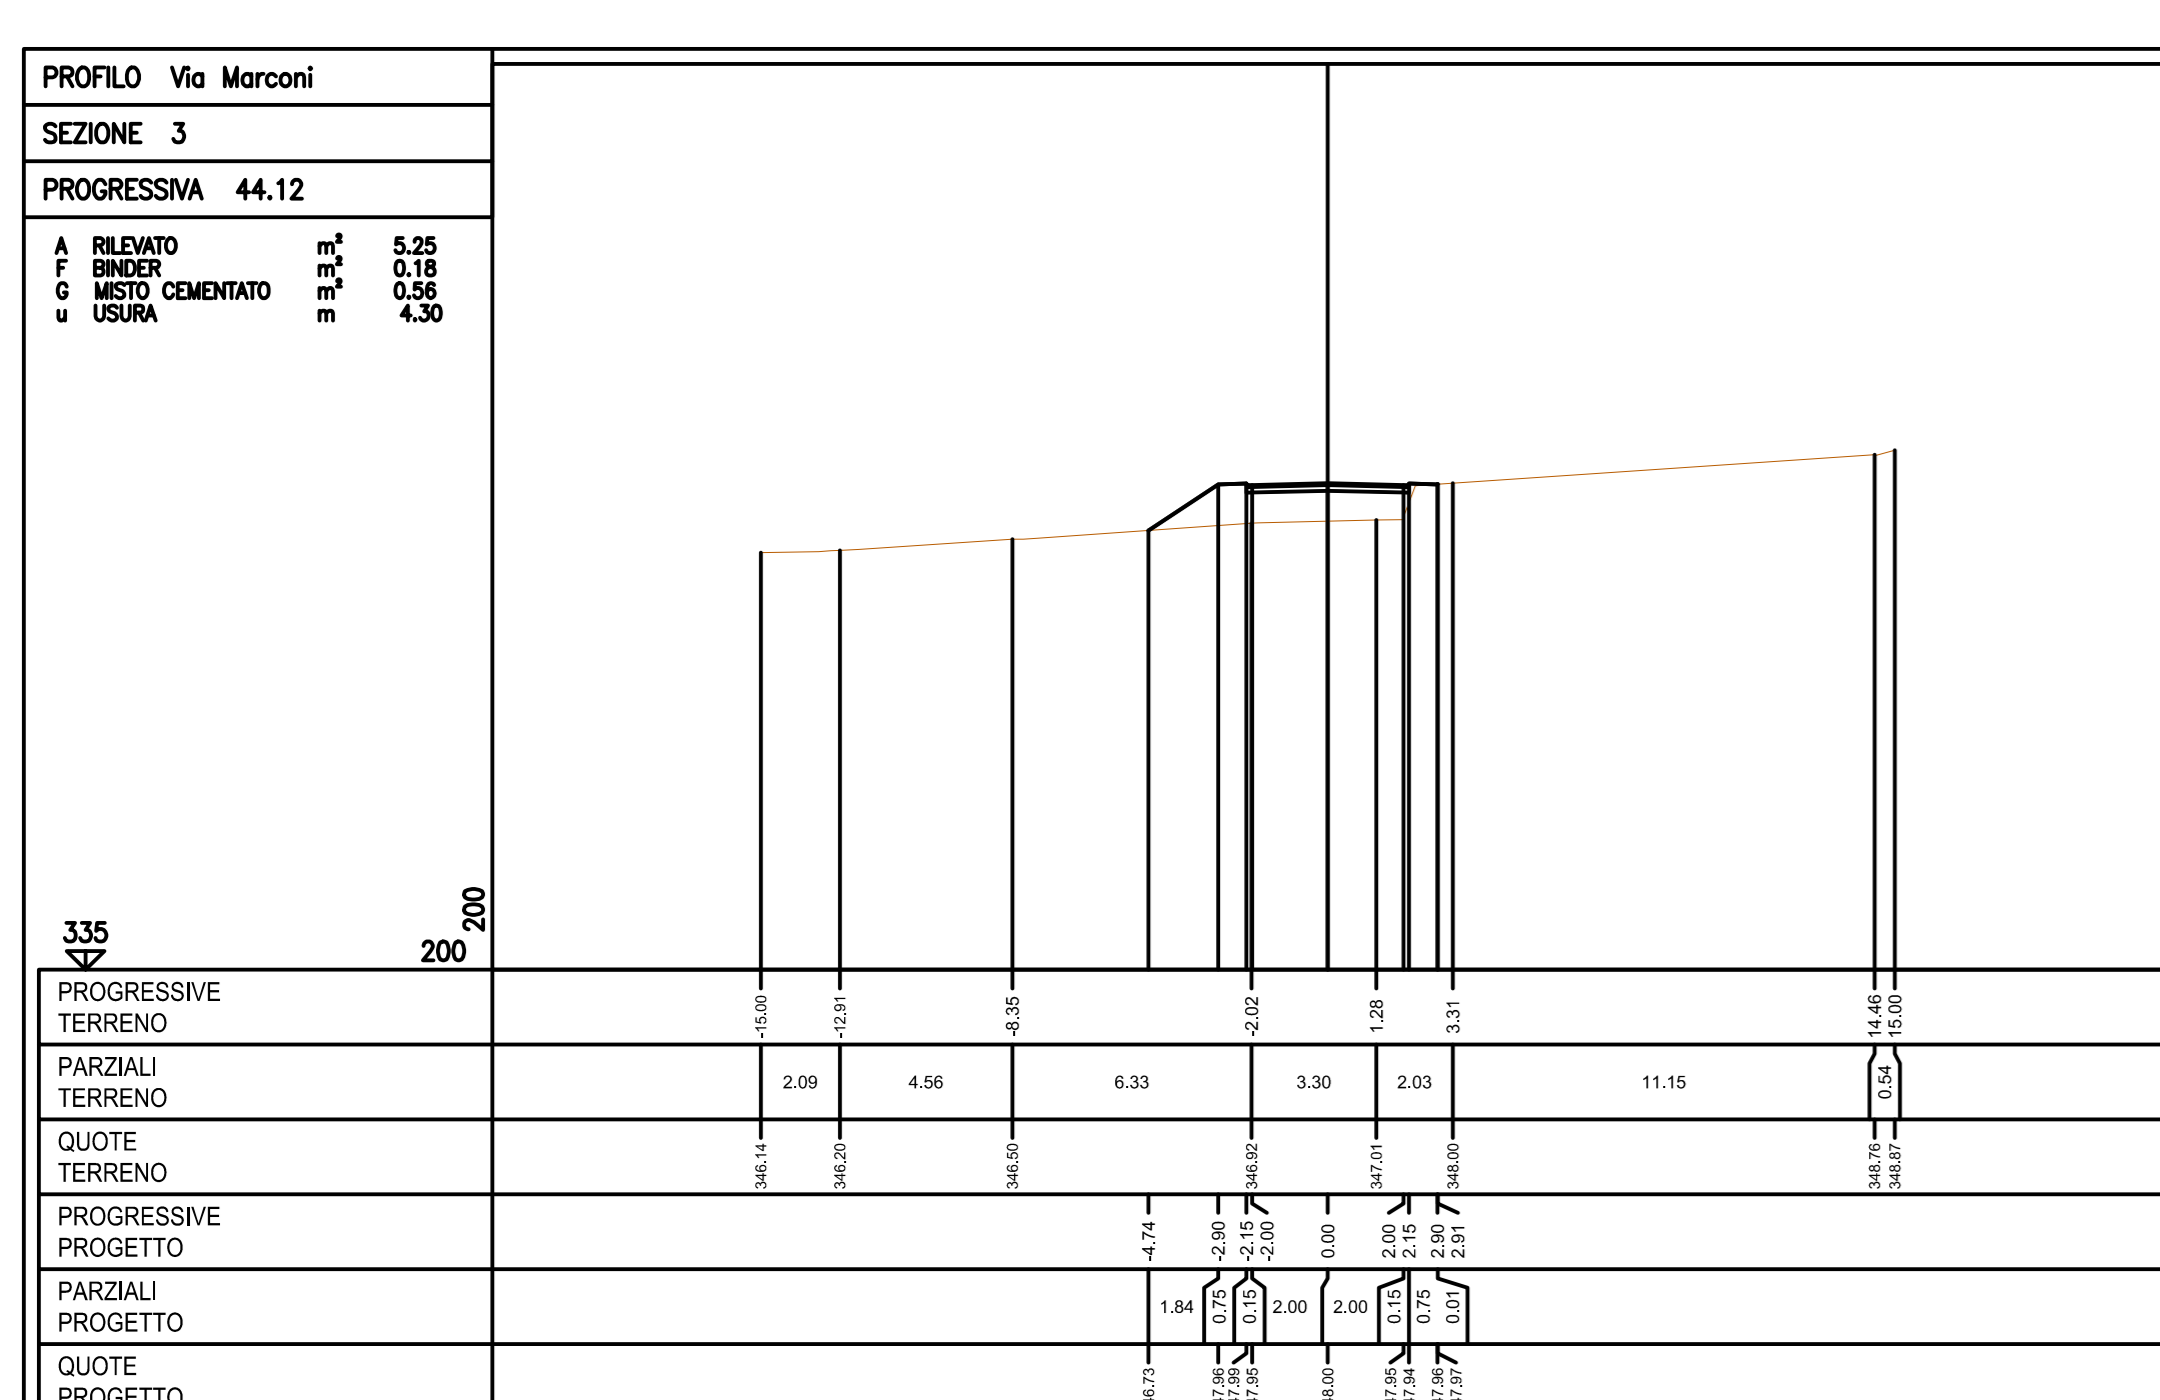 PROFILO Via Marconi
SEZIONE 3
PROGRESSIVA 44.12
A RILEVATO m² 5.25
F BINDER m² 0.18
G MISTO CEMENTATO m² 0.56
u USURA m 4.30
200
335
200
PROGRESSIVE
TERRENO
-15.00 -12.91 -8.35 -2.02 1.28 3.31 14.46 15.00
PARZIALI
TERRENO
2.09 4.56 6.33 3.30 2.03 11.15 0.54
QUOTE
TERRENO
346.14 346.20 346.50 346.92 347.01 348.00 348.76 348.87
PROGRESSIVE
PROGETTO
-4.74 -2.90 -2.15 -2.00 0.00 2.00 2.15 2.90 2.91
PARZIALI
PROGETTO
1.84 0.75 0.15 2.00 2.00 0.15 0.75 0.01
QUOTE
PROGETTO